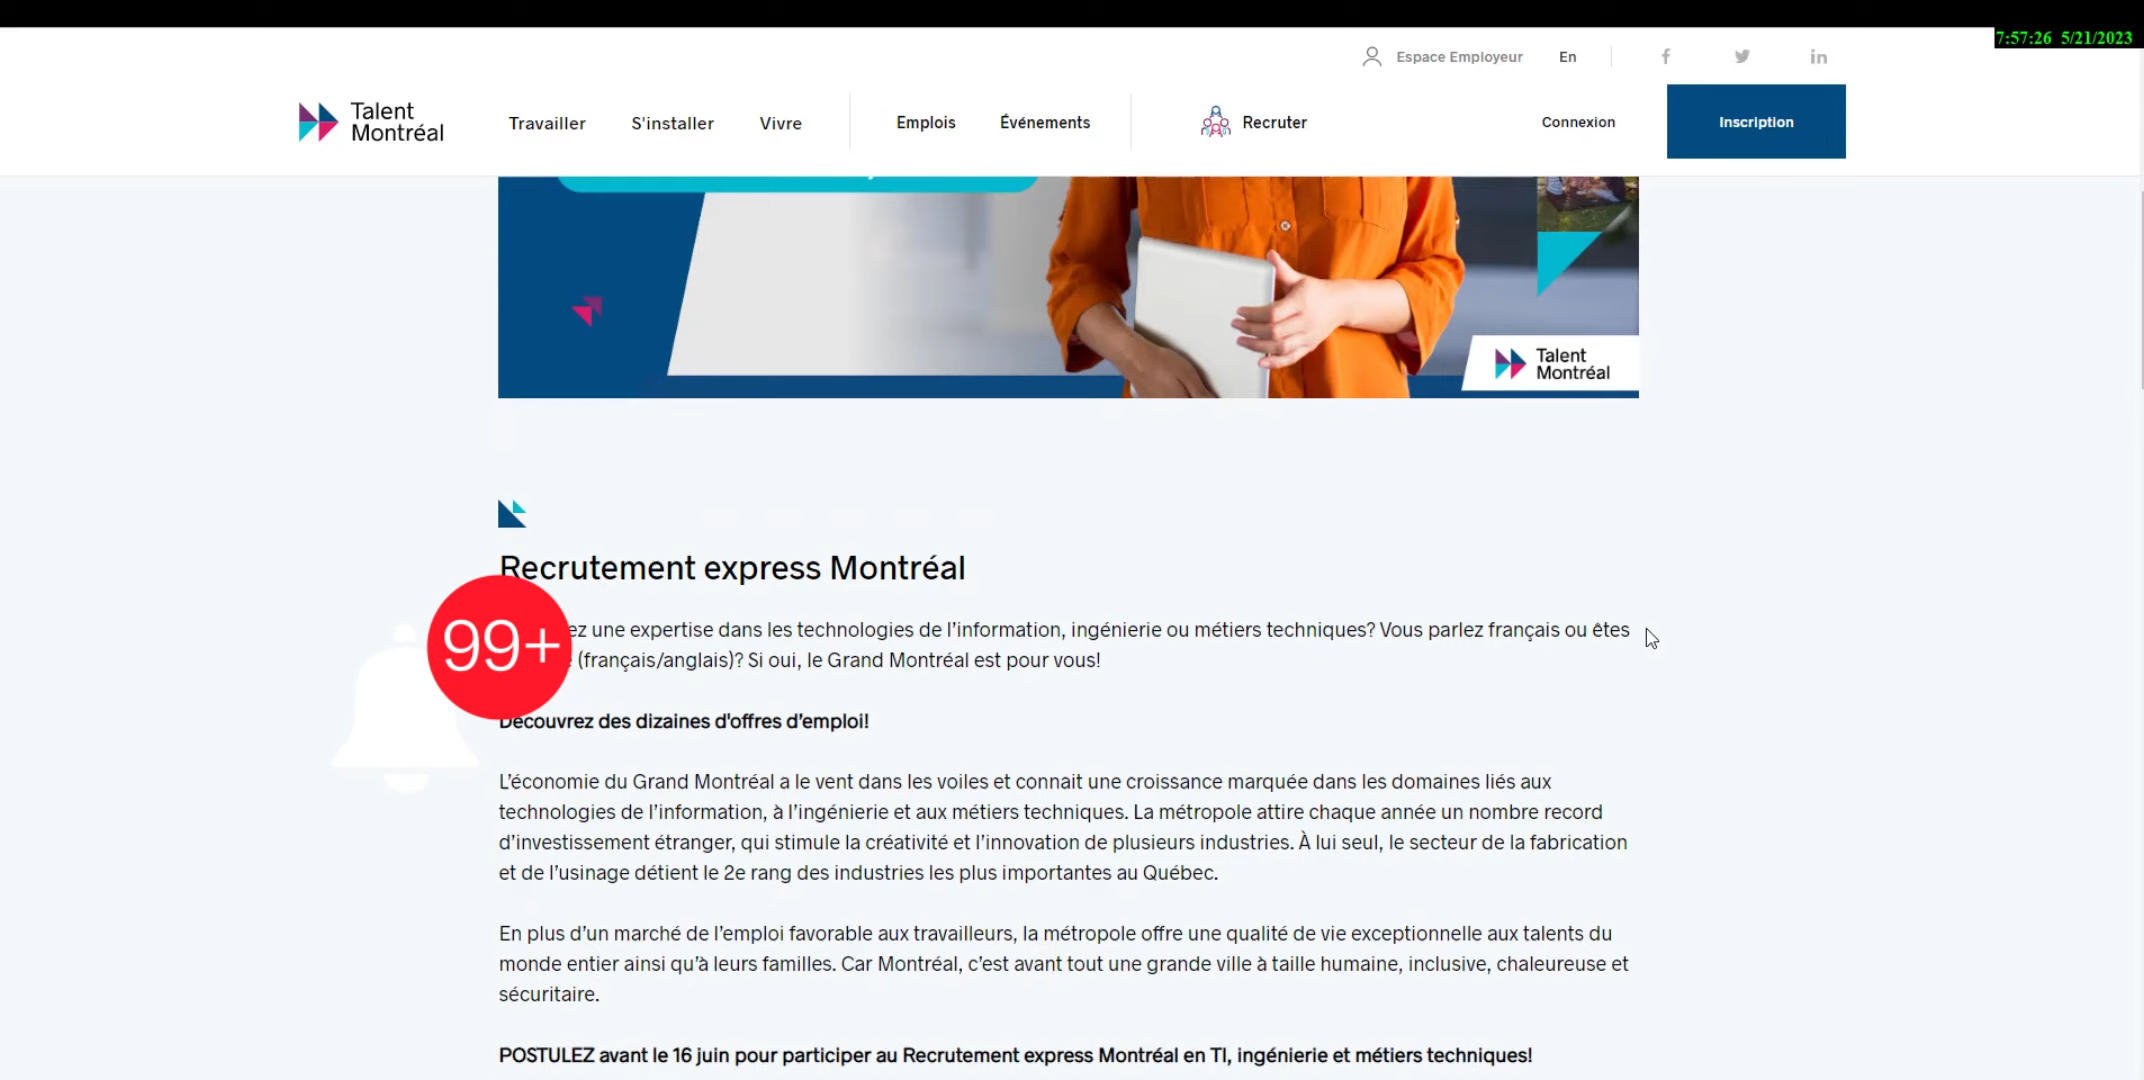 7:57:26 5/21/2023
Espace Employeur En
Talent
Montréal
Travailler S'installer Vivre Emplois Événements Recruter Connexion Inscription
Talent
Montréal
Recrutement express Montréal
ez une expertise dans les technologies de l’information, ingénierie ou métiers techniques? Vous parlez français ou êtes
(français/anglais)? Si oui, le Grand Montréal est pour vous!
99+
Découvrez des dizaines d'offres d’emploi!
L’économie du Grand Montréal a le vent dans les voiles et connait une croissance marquée dans les domaines liés aux
technologies de l’information, à l’ingénierie et aux métiers techniques. La métropole attire chaque année un nombre record
d’investissement étranger, qui stimule la créativité et l’innovation de plusieurs industries. À lui seul, le secteur de la fabrication
et de l’usinage détient le 2e rang des industries les plus importantes au Québec.
En plus d’un marché de l’emploi favorable aux travailleurs, la métropole offre une qualité de vie exceptionnelle aux talents du
monde entier ainsi qu’à leurs familles. Car Montréal, c’est avant tout une grande ville à taille humaine, inclusive, chaleureuse et
sécuritaire.
POSTULEZ avant le 16 juin pour participer au Recrutement express Montréal en TI, ingénierie et métiers techniques!